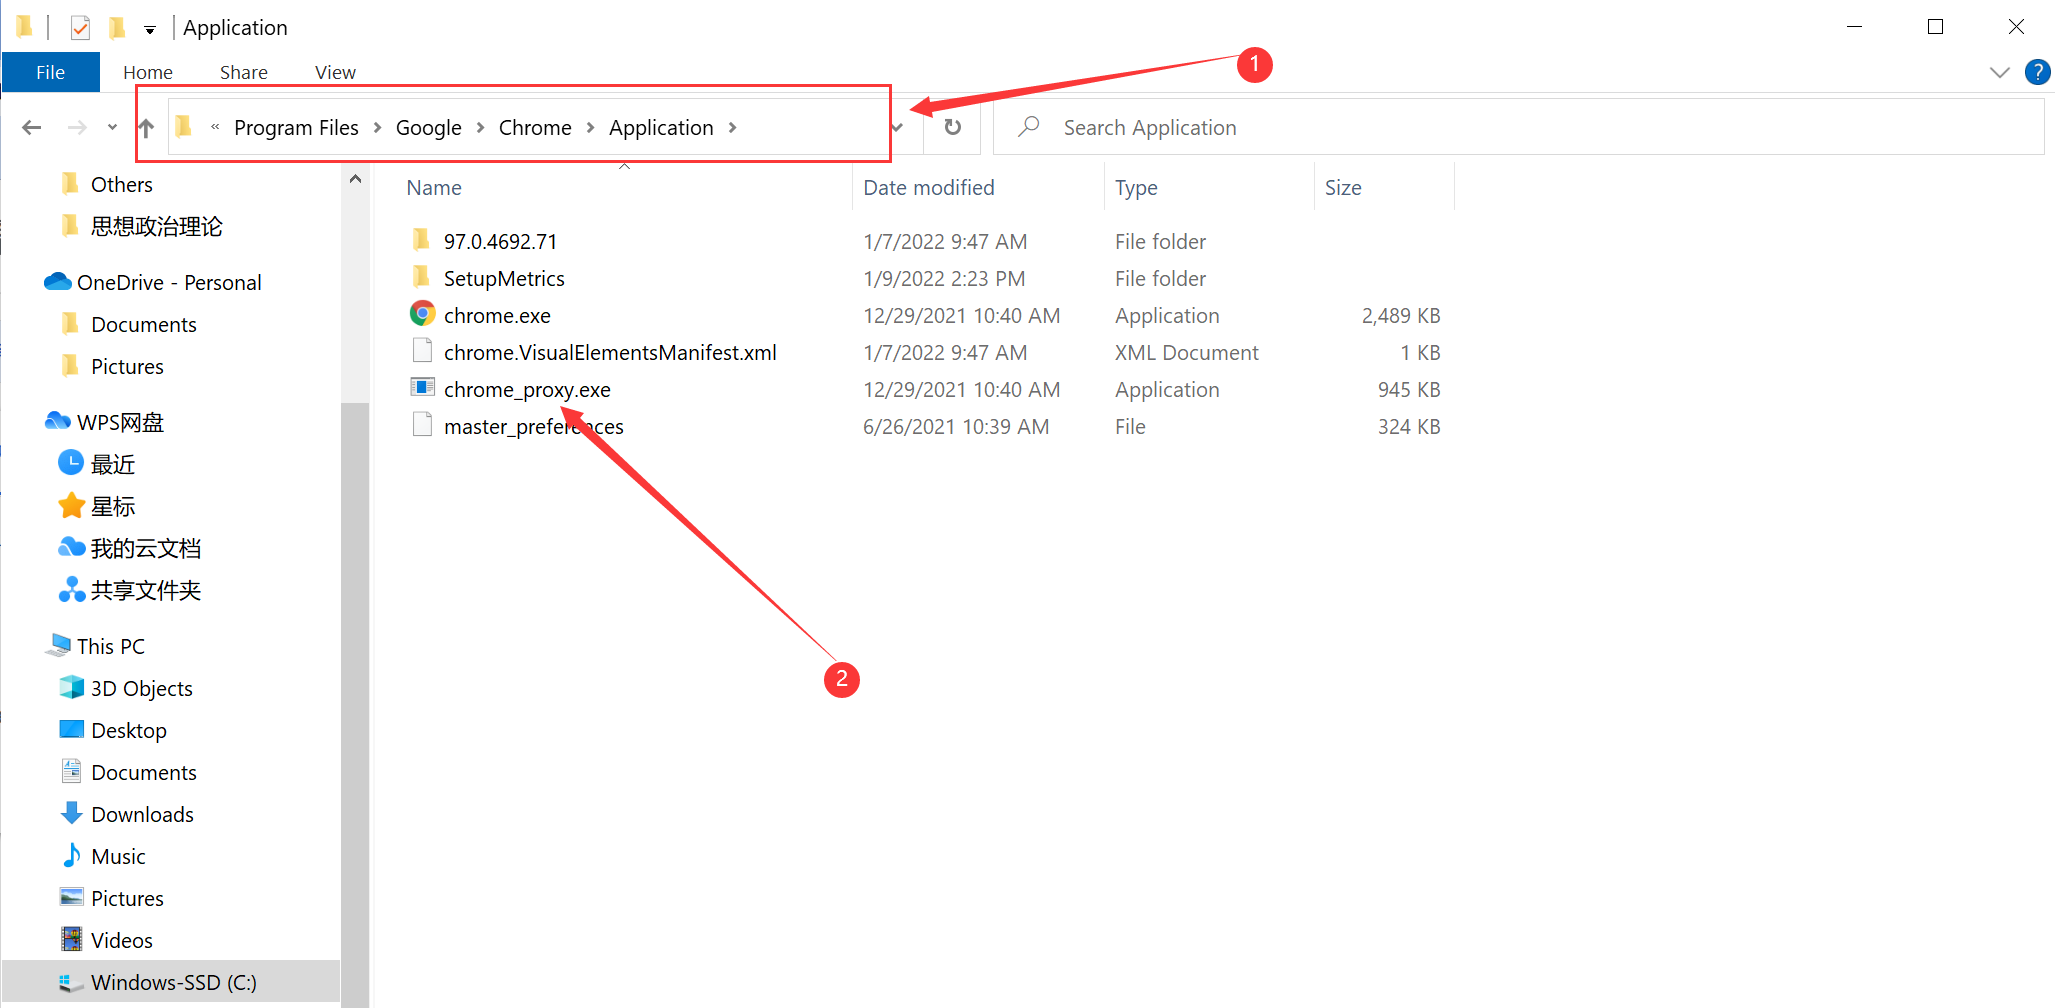 Application
File Home Share View
?
1
« Program Files > Google > Chrome > Application >
Search Application
Others
思想政治理论
OneDrive - Personal
Documents
Pictures
WPS网盘
最近
星标
我的云文档
共享文件夹
This PC
3D Objects
Desktop
Documents
Downloads
Music
Pictures
Videos
Windows-SSD (C:)
Name Date modified Type Size
97.0.4692.71 1/7/2022 9:47 AM File folder
SetupMetrics 1/9/2022 2:23 PM File folder
chrome.exe 12/29/2021 10:40 AM Application 2,489 KB
chrome.VisualElementsManifest.xml 1/7/2022 9:47 AM XML Document 1 KB
chrome_proxy.exe 12/29/2021 10:40 AM Application 945 KB
master_preferences 6/26/2021 10:39 AM File 324 KB
2